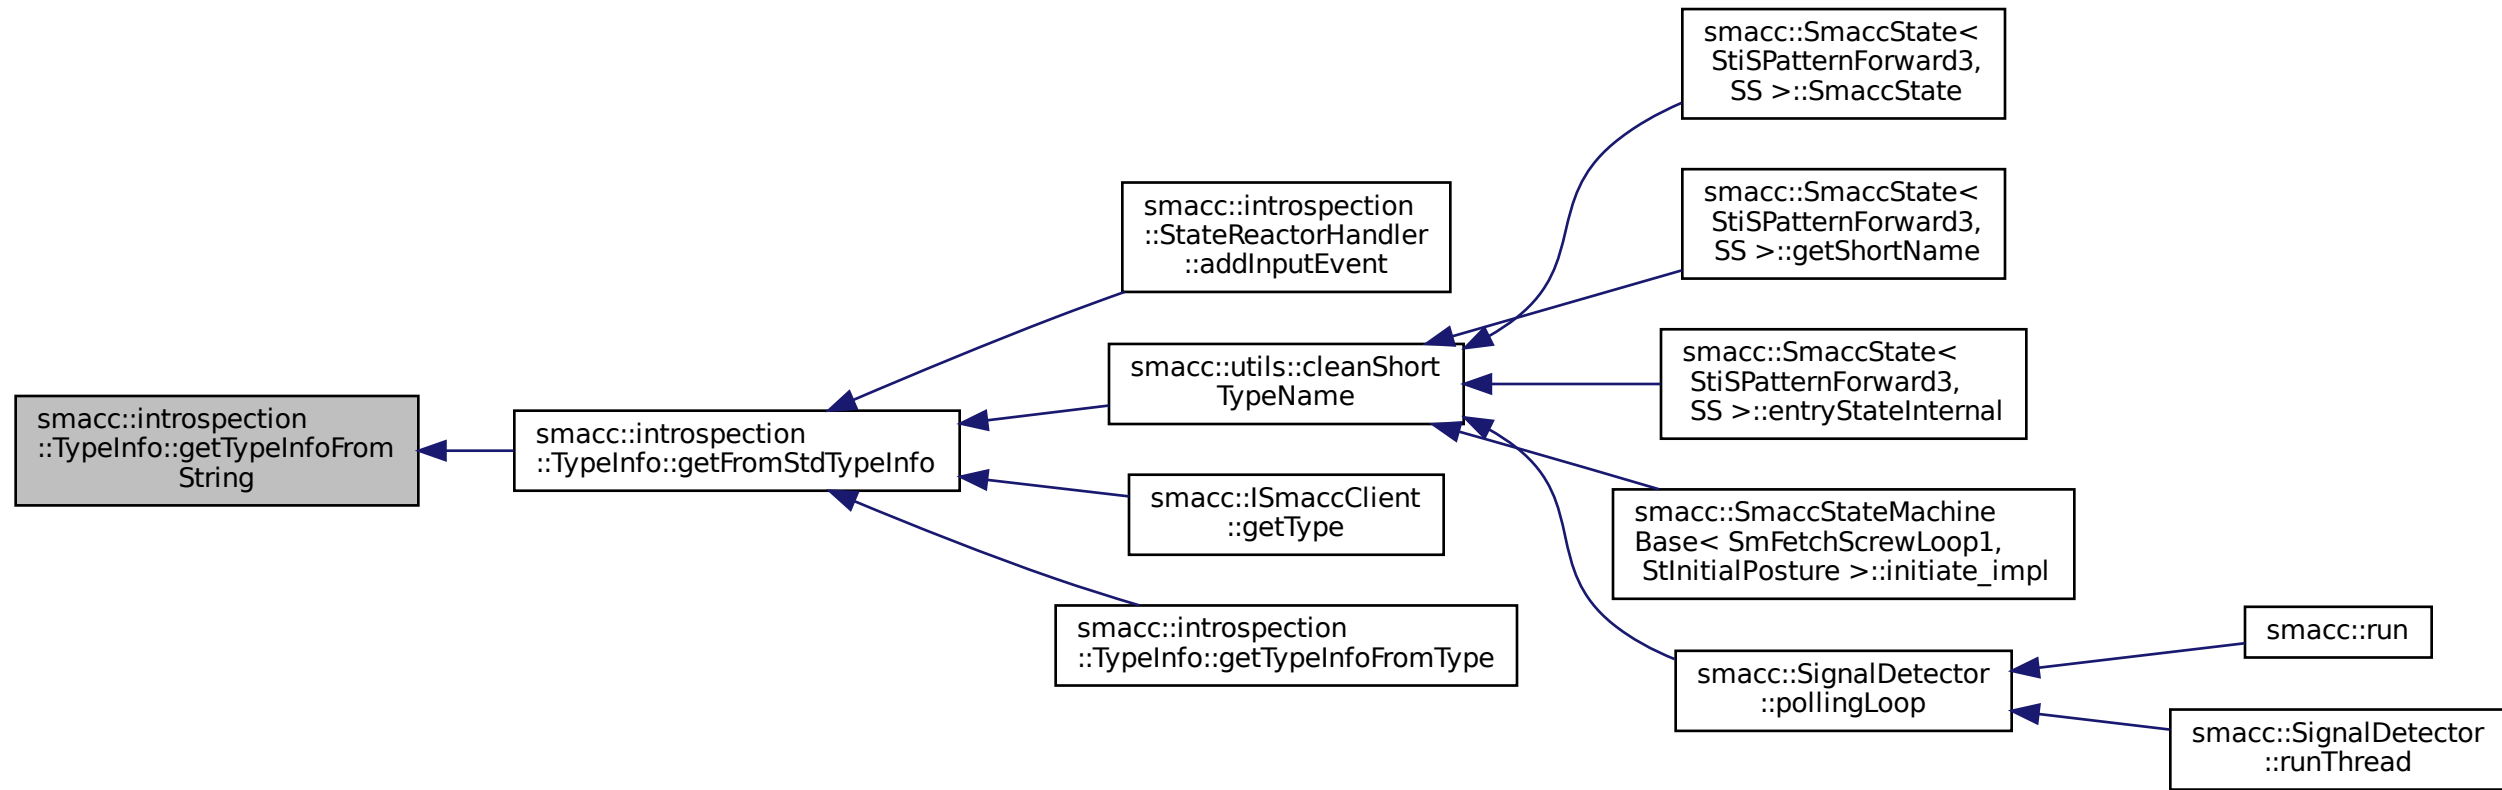 smacc::introspection
::TypeInfo::getTypeInfoFrom
String
smacc::introspection
::TypeInfo::getFromStdTypeInfo
smacc::introspection
::StateReactorHandler
::addInputEvent
smacc::utils::cleanShort
TypeName
smacc::ISmaccClient
::getType
smacc::introspection
::TypeInfo::getTypeInfoFromType
smacc::SmaccState<
StiSPatternForward3,
SS >::SmaccState
smacc::SmaccState<
StiSPatternForward3,
SS >::getShortName
smacc::SmaccState<
StiSPatternForward3,
SS >::entryStateInternal
smacc::SmaccStateMachine
Base< SmFetchScrewLoop1,
StInitialPosture >::initiate_impl
smacc::SignalDetector
::pollingLoop
smacc::run
smacc::SignalDetector
::runThread